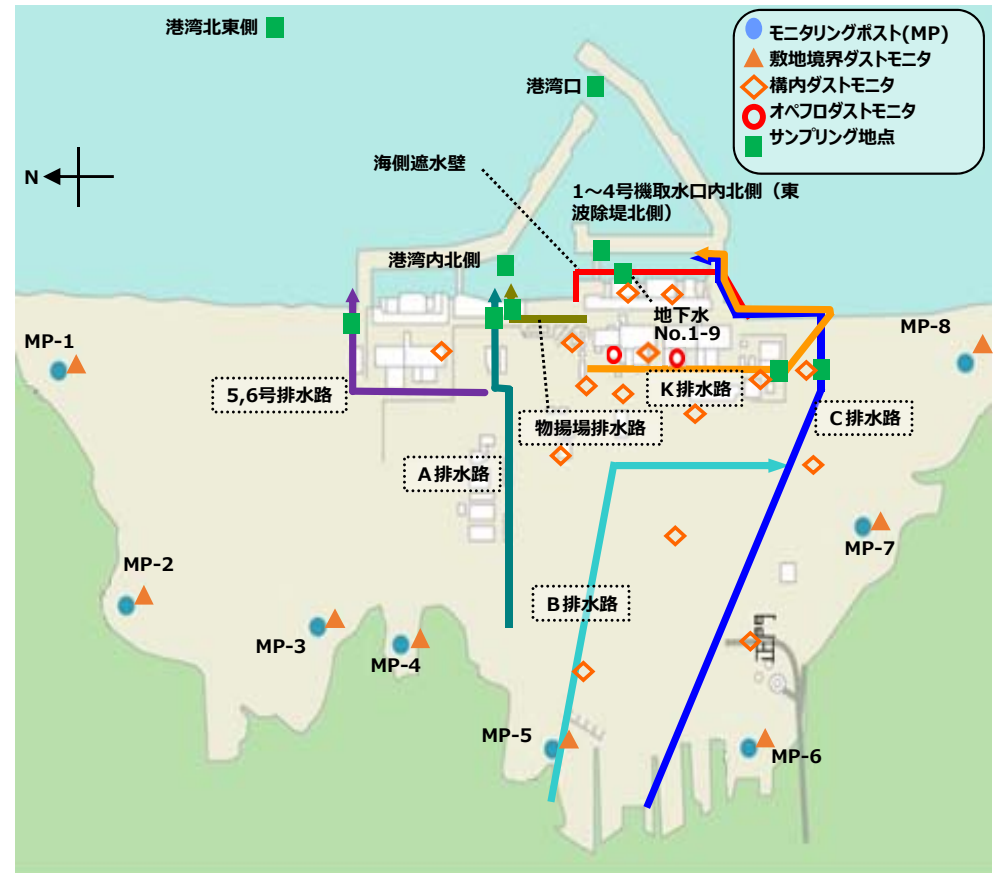 港湾北東側
モニタリングポスト(MP)
敷地境界ダストモニタ
構内ダストモニタ
オペフロダストモニタ
サンプリング地点
港湾口
海側遮水壁
N
1～4号機取水口内北側（東
波除堤北側）
港湾内北側
地下水
No.1-9
MP-8
MP-1
5,6号排水路
K排水路
C排水路
物揚場排水路
A排水路
MP-7
MP-2
B排水路
MP-3
MP-4
MP-5
MP-6